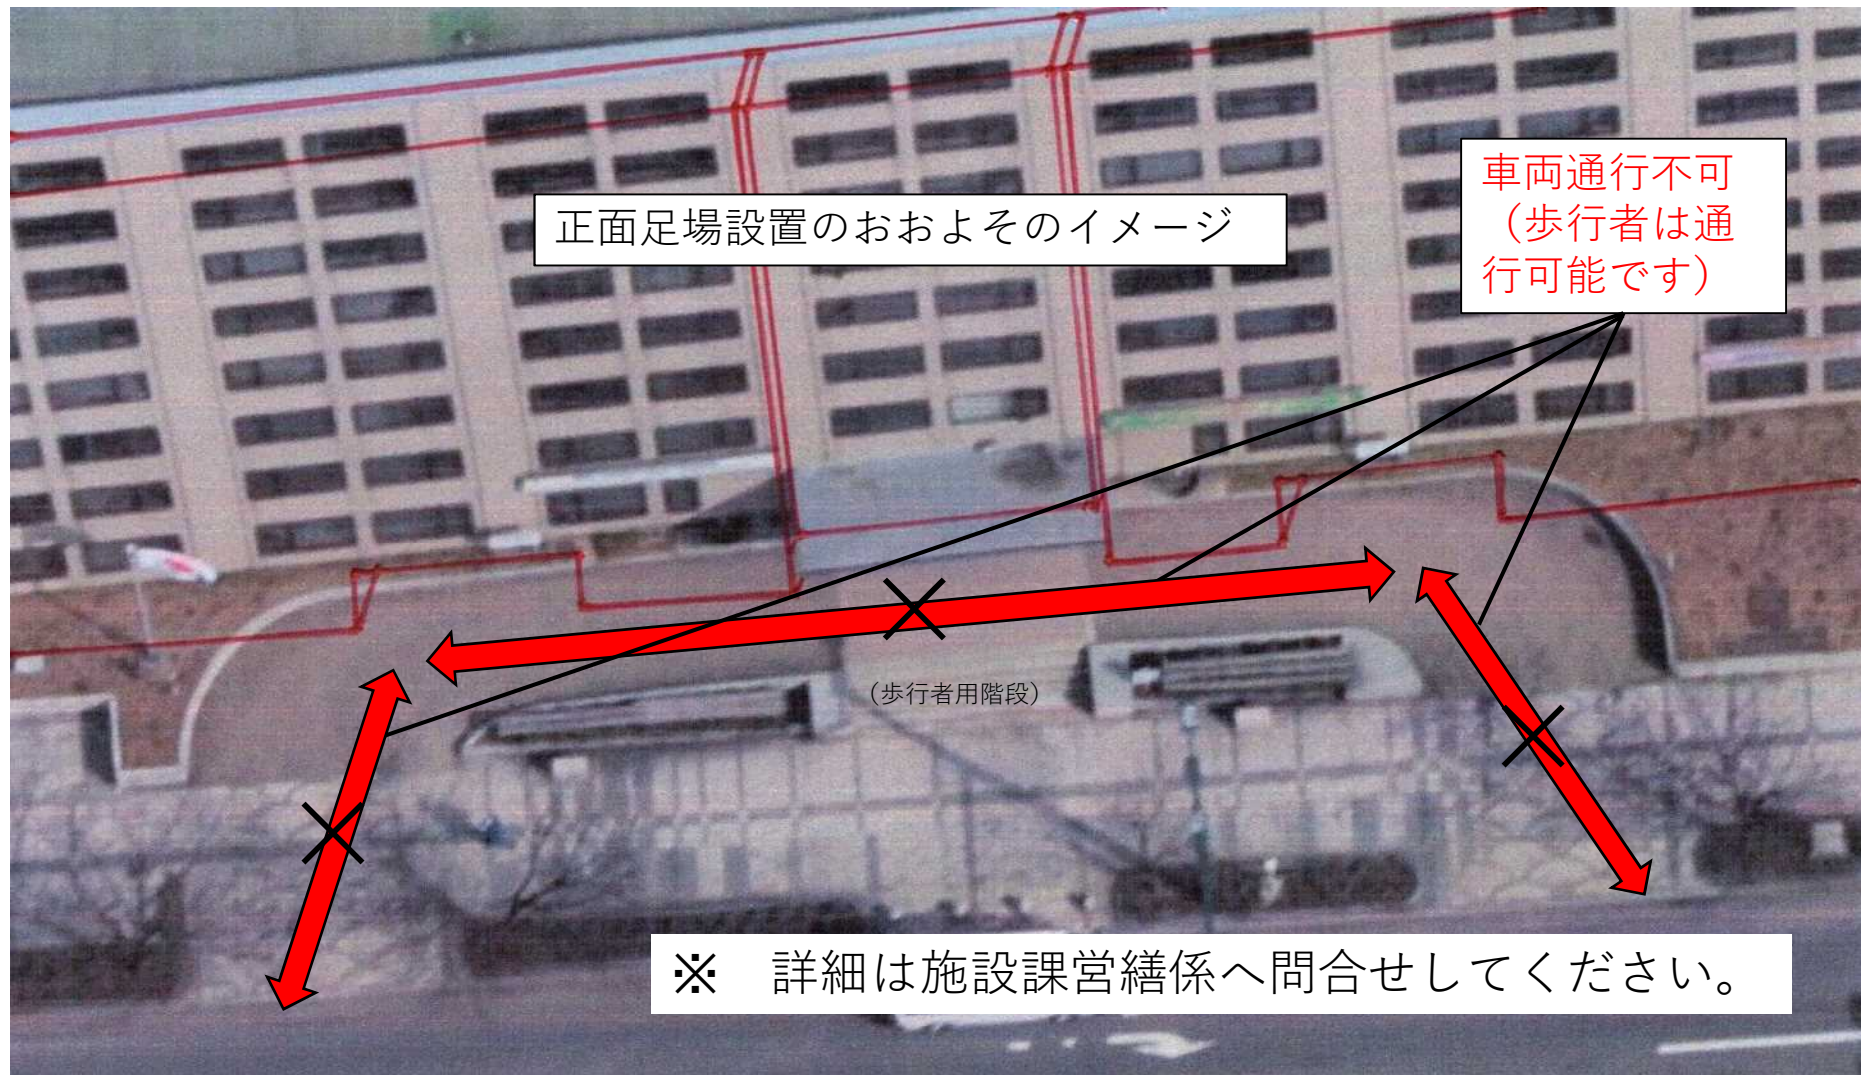 正面足場設置のおおよそのイメージ
車両通行不可
（歩行者は通
行可能です）
（歩行者用階段）
※　詳細は施設課営繕係へ問合せしてください。